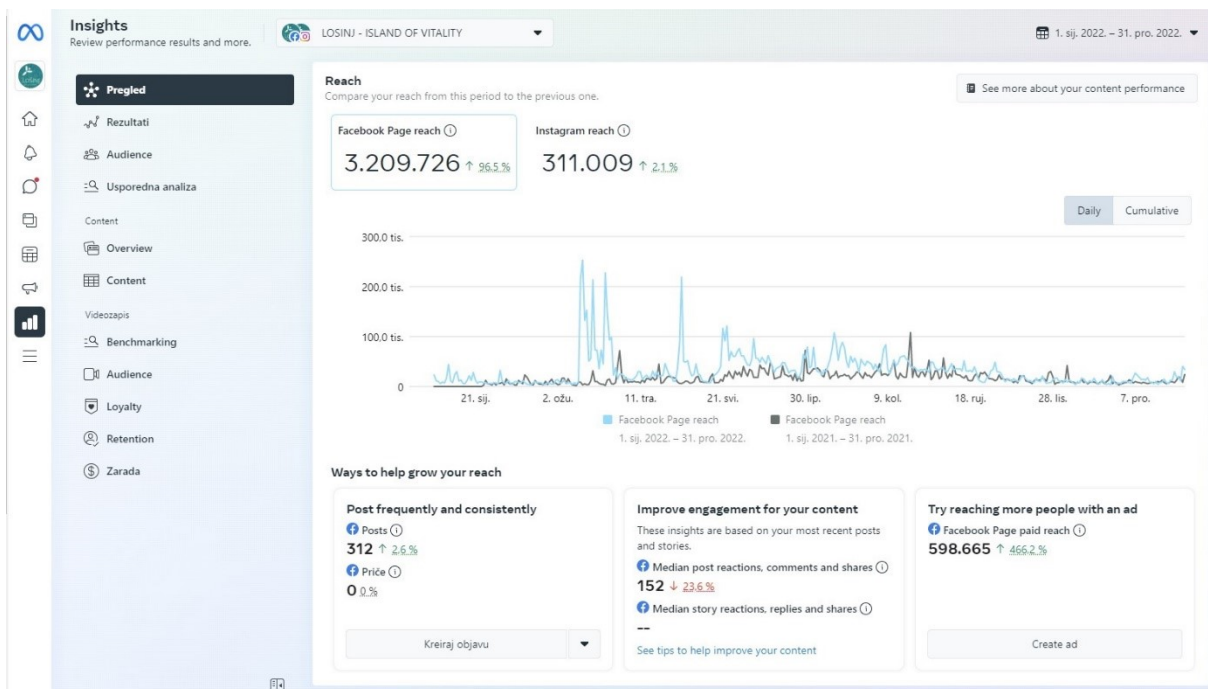 Insights
Review performance results and more.
LOSINJ - ISLAND OF VITALITY
1. sij. 2022. – 31. pro. 2022.
Pregled
Rezultati
Audience
Usporedna analiza
Content
Overview
Content
Videozapis
Benchmarking
Audience
Loyalty
Retention
Zarada
Reach
Compare your reach from this period to the previous one.
See more about your content performance
Facebook Page reach
3.209.726 ↑ 96,5 %
Instagram reach
311.009 ↑ 2,1 %
Daily
Cumulative
300,0 tis.
200,0 tis.
100,0 tis.
0
21. sij.
2. ožu.
11. tra.
21. svi.
30. lip.
9. kol.
18. ruj.
28. lis.
7. pro.
Facebook Page reach
1. sij. 2022. – 31. pro. 2022.
Facebook Page reach
1. sij. 2021. – 31. pro. 2021.
Ways to help grow your reach
Post frequently and consistently
Posts
312 ↑ 2,6 %
Priče
0 0 %
Kreiraj objavu
Improve engagement for your content
These insights are based on your most recent posts
and stories.
Median post reactions, comments and shares
152 ↓ 23,6 %
Median story reactions, replies and shares
--
See tips to help improve your content
Try reaching more people with an ad
Facebook Page paid reach
598.665 ↑ 466,2 %
Create ad